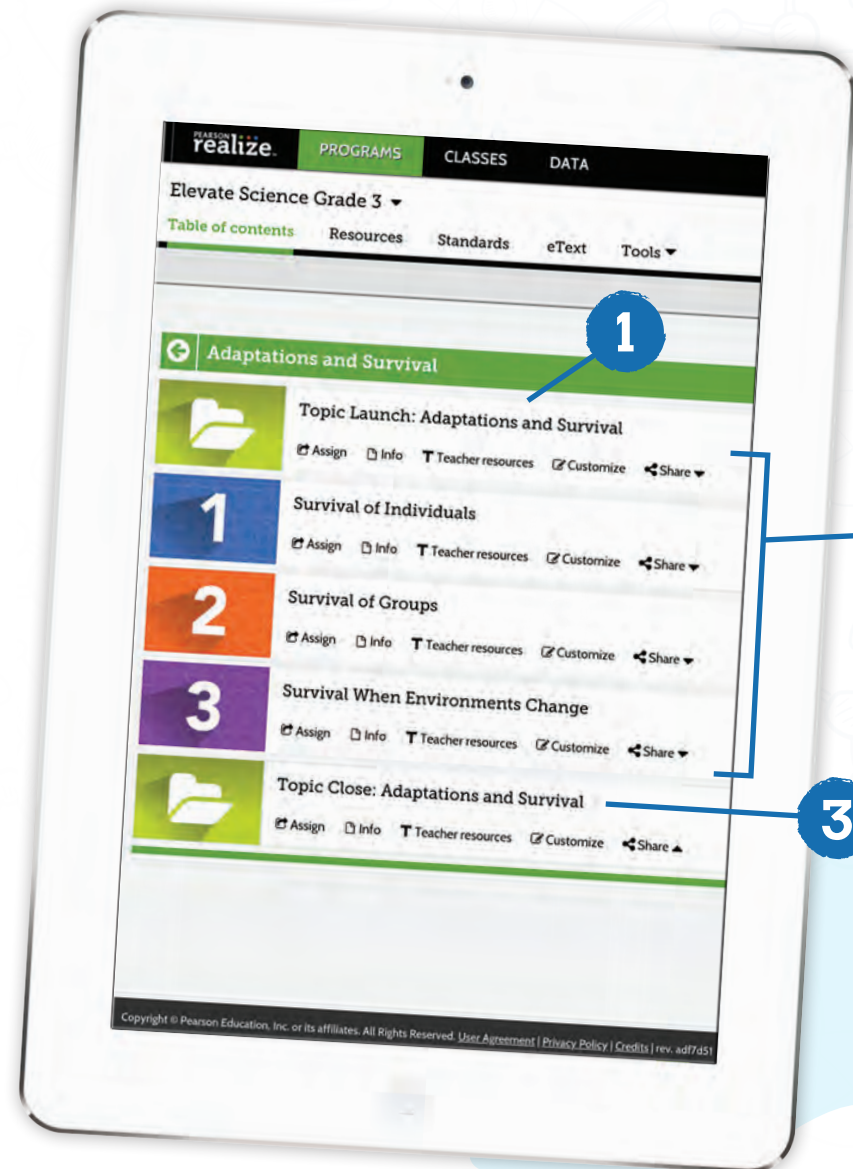 PEARSON
realize.
PROGRAMS CLASSES DATA
Elevate Science Grade 3
Table of contents Resources Standards eText Tools
1
Adaptations and Survival
Topic Launch: Adaptations and Survival
Assign Info T Teacher resources Customize Share
1
Survival of Individuals
Assign Info T Teacher resources Customize Share
2
Survival of Groups
Assign Info T Teacher resources Customize Share
3
Survival When Environments Change
Assign Info T Teacher resources Customize Share
Topic Close: Adaptations and Survival
Assign Info T Teacher resources Customize Share
3
Copyright © Pearson Education, Inc. or its affiliates. All Rights Reserved. User Agreement | Privacy Policy | Credits | rev. adf7d51